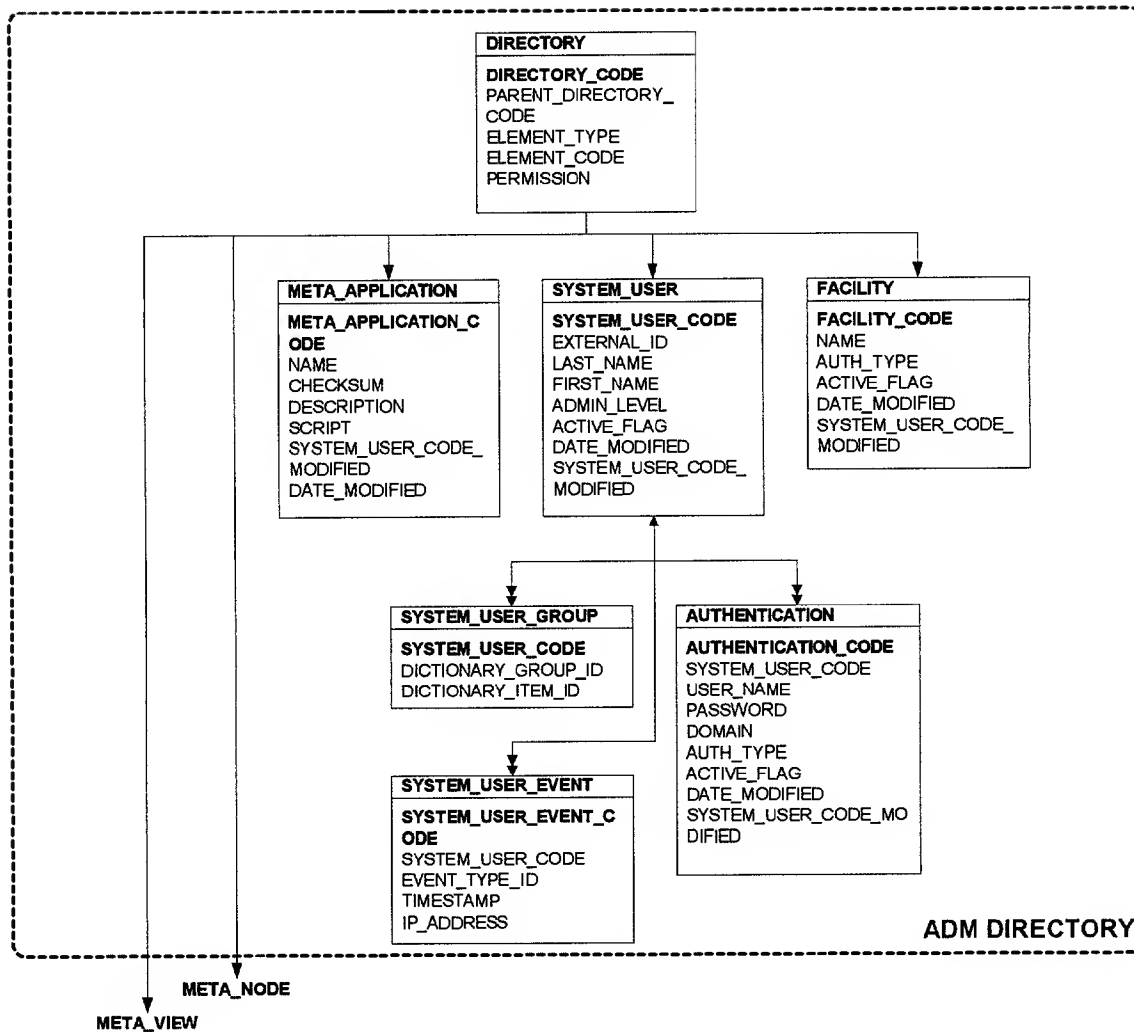 DIRECTORY
DIRECTORY_CODE
PARENT_DIRECTORY_
CODE
ELEMENT_TYPE
ELEMENT_CODE
PERMISSION
META_APPLICATION
META_APPLICATION_C
ODE
NAME
CHECKSUM
DESCRIPTION
SCRIPT
SYSTEM_USER_CODE_
MODIFIED
DATE_MODIFIED
SYSTEM_USER
SYSTEM_USER_CODE
EXTERNAL_ID
LAST_NAME
FIRST_NAME
ADMIN_LEVEL
ACTIVE_FLAG
DATE_MODIFIED
SYSTEM_USER_CODE_
MODIFIED
FACILITY
FACILITY_CODE
NAME
AUTH_TYPE
ACTIVE_FLAG
DATE_MODIFIED
SYSTEM_USER_CODE_
MODIFIED
SYSTEM_USER_GROUP
SYSTEM_USER_CODE
DICTIONARY_GROUP_ID
DICTIONARY_ITEM_ID
AUTHENTICATION
AUTHENTICATION_CODE
SYSTEM_USER_CODE
USER_NAME
PASSWORD
DOMAIN
AUTH_TYPE
ACTIVE_FLAG
DATE_MODIFIED
SYSTEM_USER_CODE_MO
DIFIED
SYSTEM_USER_EVENT
SYSTEM_USER_EVENT_C
ODE
SYSTEM_USER_CODE
EVENT_TYPE_ID
TIMESTAMP
IP_ADDRESS
ADM DIRECTORY
META_NODE
META_VIEW